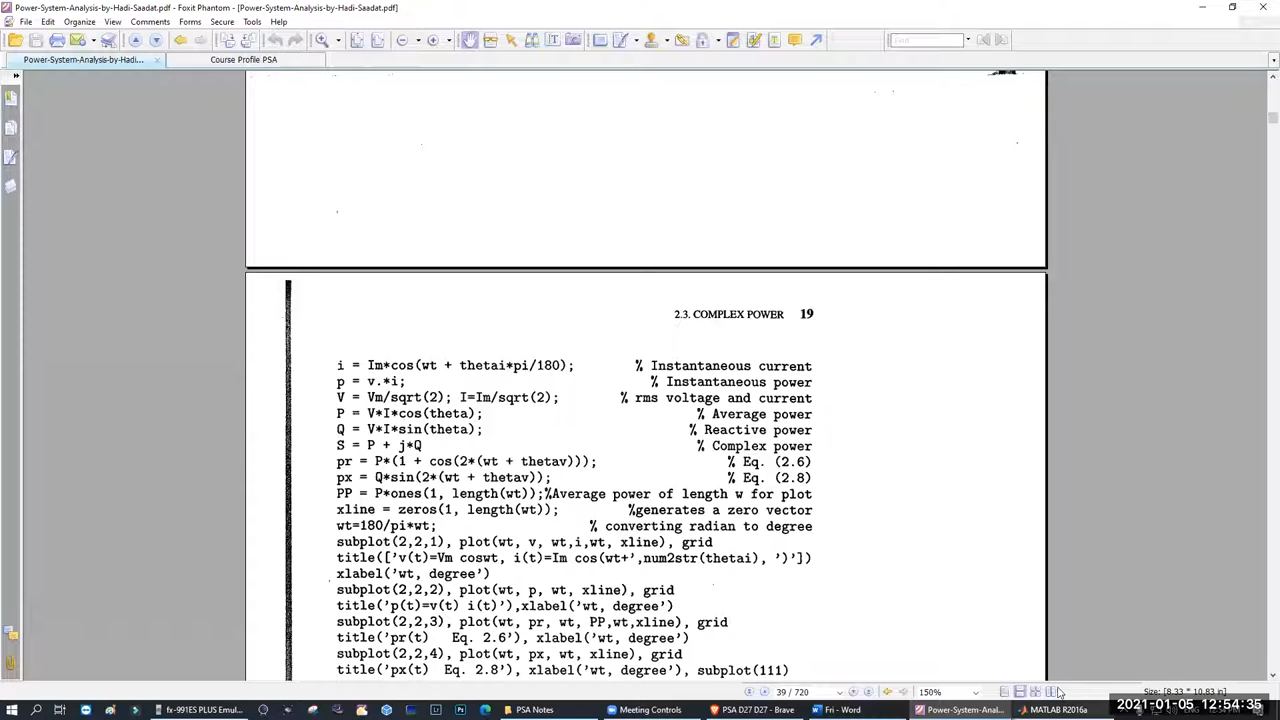 Power-System-Analysis-by-Hadi-Saadat.pdf - Foxit Phantom - [Power-System-Analysis-by-Hadi-Saadat.pdf]
File Edit Organize View Comments Forms Secure Tools Help
Find
Power-System-Analysis-by-Hadi... Course Profile PSA
2.3. COMPLEX POWER 19
i = Im*cos(wt + thetai*pi/180); % Instantaneous current
p = v.*i; % Instantaneous power
V = Vm/sqrt(2); I=Im/sqrt(2); % rms voltage and current
P = V*I*cos(theta); % Average power
Q = V*I*sin(theta); % Reactive power
S = P + j*Q % Complex power
pr = P*(1 + cos(2*(wt + thetav))); % Eq. (2.6)
px = Q*sin(2*(wt + thetav)); % Eq. (2.8)
PP = P*ones(1, length(wt));%Average power of length w for plot
xline = zeros(1, length(wt)); %generates a zero vector
wt=180/pi*wt; % converting radian to degree
subplot(2,2,1), plot(wt, v, wt,i,wt, xline), grid
title(['v(t)=Vm coswt, i(t)=Im cos(wt+',num2str(thetai), ')'])
xlabel('wt, degree')
subplot(2,2,2), plot(wt, p, wt, xline), grid
title('p(t)=v(t) i(t)'),xlabel('wt, degree')
subplot(2,2,3), plot(wt, pr, wt, PP,wt,xline), grid
title('pr(t) Eq. 2.6'), xlabel('wt, degree')
subplot(2,2,4), plot(wt, px, wt, xline), grid
title('px(t) Eq. 2.8'), xlabel('wt, degree'), subplot(111)
39 / 720 150% Size: [8.33 * 10.83 in]
fx-991ES PLUS Emul... PSA Notes Meeting Controls PSA D27 D27 - Brave Fri - Word Power-System-Anal... MATLAB R2016a
2021-01-05 12:54:35